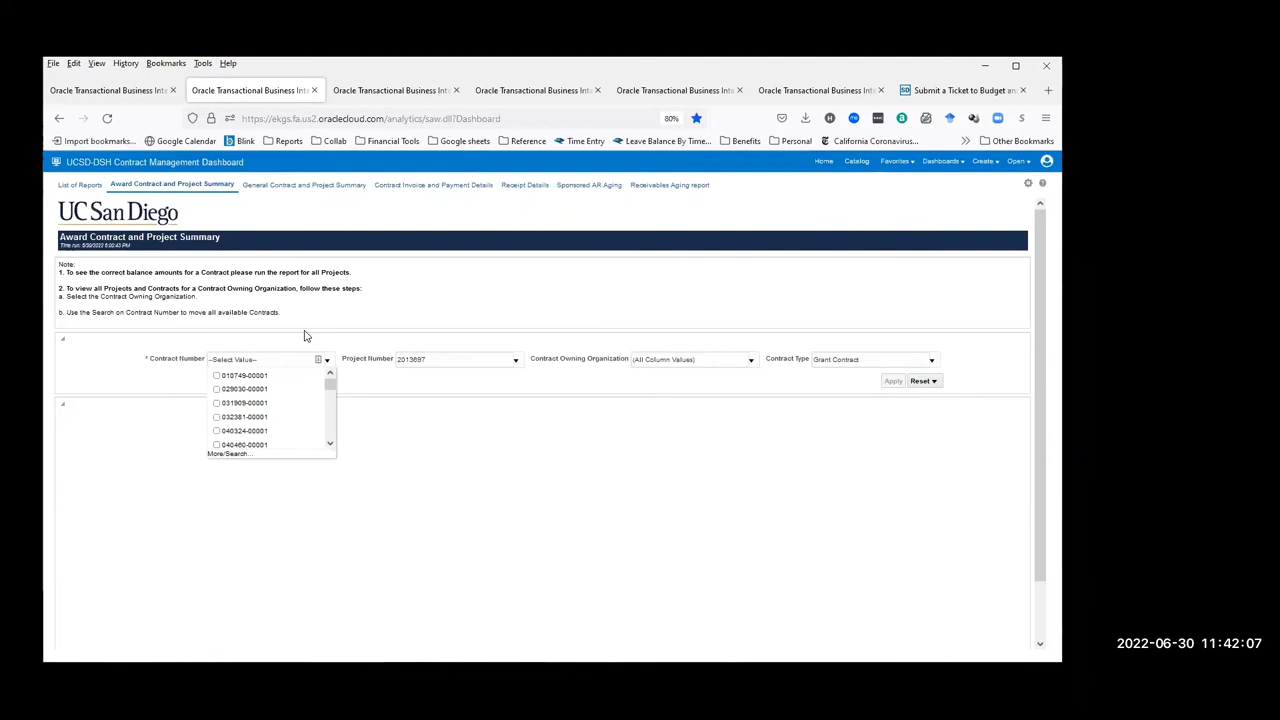 File Edit View History Bookmarks Tools Help
Oracle Transactional Business Inte × Oracle Transactional Business Inte × Oracle Transactional Business Inte × Oracle Transactional Business Inte × Oracle Transactional Business Inte × Oracle Transactional Business Inte × SD Submit a Ticket to Budget and ×
https://ekgs.fa.us2.oraclecloud.com/analytics/saw.dll?Dashboard 80%
Import bookmarks... Google Calendar Blink Reports Collab Financial Tools Google sheets Reference Time Entry Leave Balance By Time... Benefits Personal California Coronavirus... Other Bookmarks
UCSD-DSH Contract Management Dashboard Home Catalog Favorites Dashboards Create Open
List of Reports Award Contract and Project Summary General Contract and Project Summary Contract Invoice and Payment Details Receipt Details Sponsored AR Aging Receivables Aging report
UC San Diego
Award Contract and Project Summary
Note:
1. To see the correct balance amounts for a Contract please run the report for all Projects.
2. To view all Projects and Contracts for a Contract Owning Organization, follow these steps:
a. Select the Contract Owning Organization.
b. Use the Search on Contract Number to move all available Contracts.
* Contract Number --Select Value-- Project Number 2013897 Contract Owning Organization (All Column Values) Contract Type Grant Contract
010749-00001
Apply Reset
029030-00001
031909-00001
032381-00001
040324-00001
040460-00001
More/Search...
2022-06-30 11:42:07